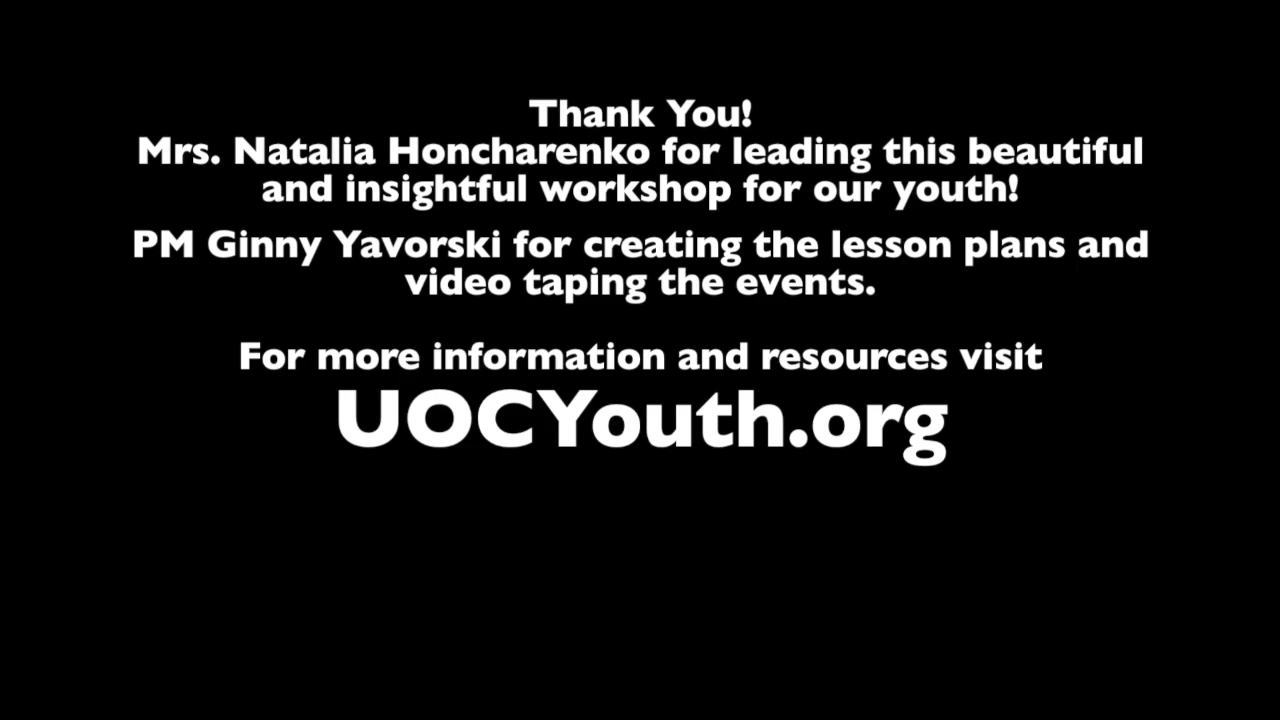 Thank You!
Mrs. Natalia Honcharenko for leading this beautiful
and insightful workshop for our youth!
PM Ginny Yavorski for creating the lesson plans and
video taping the events.
For more information and resources visit
UOCYouth.org